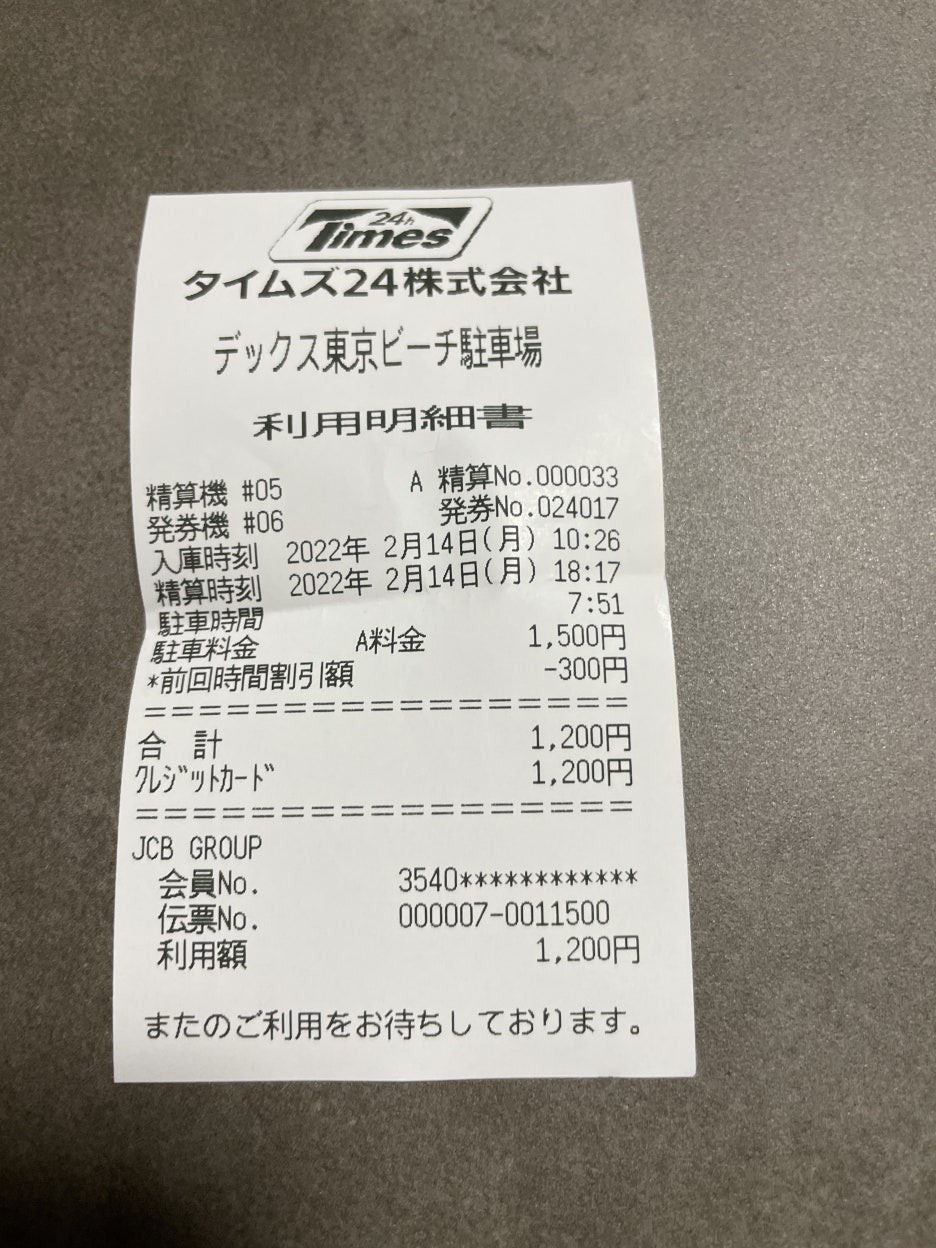 24h
Times
タイムズ24株式会社
デックス東京ビーチ駐車場
利用明細書
精算機 #05 A 精算No.000033
発券機 #06 発券No.024017
入庫時刻 2022年 2月14日(月) 10:26
精算時刻 2022年 2月14日(月) 18:17
駐車時間 7:51
駐車料金 A料金 1,500円
*前回時間割引額 -300円
=================
合 計 1,200円
ｸﾚｼﾞｯﾄｶｰﾄﾞ 1,200円
=================
JCB GROUP
会員No. 3540************
伝票No. 000007-0011500
利用額 1,200円
またのご利用をお待ちしております。